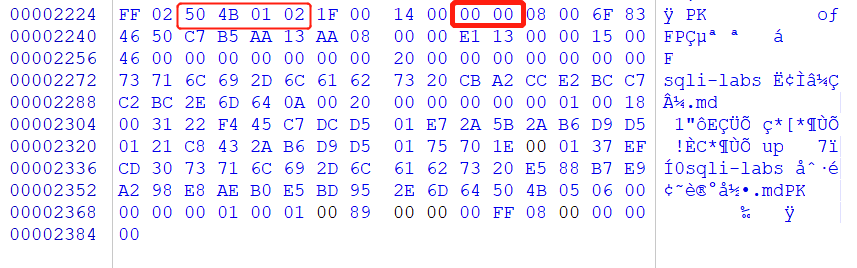 00002224 FF 02 50 4B 01 02 1F 00 14 00 00 00 08 00 6F 83 ÿ PK oƒ
00002240 46 50 C7 B5 AA 13 AA 08 00 00 E1 13 00 00 15 00 FPÇµª ª á
00002256 46 00 00 00 00 00 00 00 20 00 00 00 00 00 00 00 F
00002272 73 71 6C 69 2D 6C 61 62 73 20 CB A2 CC E2 BC C7 sqli-labs Ë¢Ìâ¼Ç
00002288 C2 BC 2E 6D 64 0A 00 20 00 00 00 00 00 01 00 18 Â¼.md
00002304 00 31 22 F4 45 C7 DC D5 01 E7 2A 5B 2A B6 D9 D5 1"ôEÇÜÕ ç*[*¶ÙÕ
00002320 01 21 C8 43 2A B6 D9 D5 01 75 70 1E 00 01 37 EF !ÈC*¶ÙÕ up 7ï
00002336 CD 30 73 71 6C 69 2D 6C 61 62 73 20 E5 88 B7 E9 Í0sqli-labs åˆ·é
00002352 A2 98 E8 AE B0 E5 BD 95 2E 6D 64 50 4B 05 06 00 ¢˜è®°å½•.mdPK
00002368 00 00 00 01 00 01 00 89 00 00 00 FF 08 00 00 00 ‰ ÿ
00002384 00